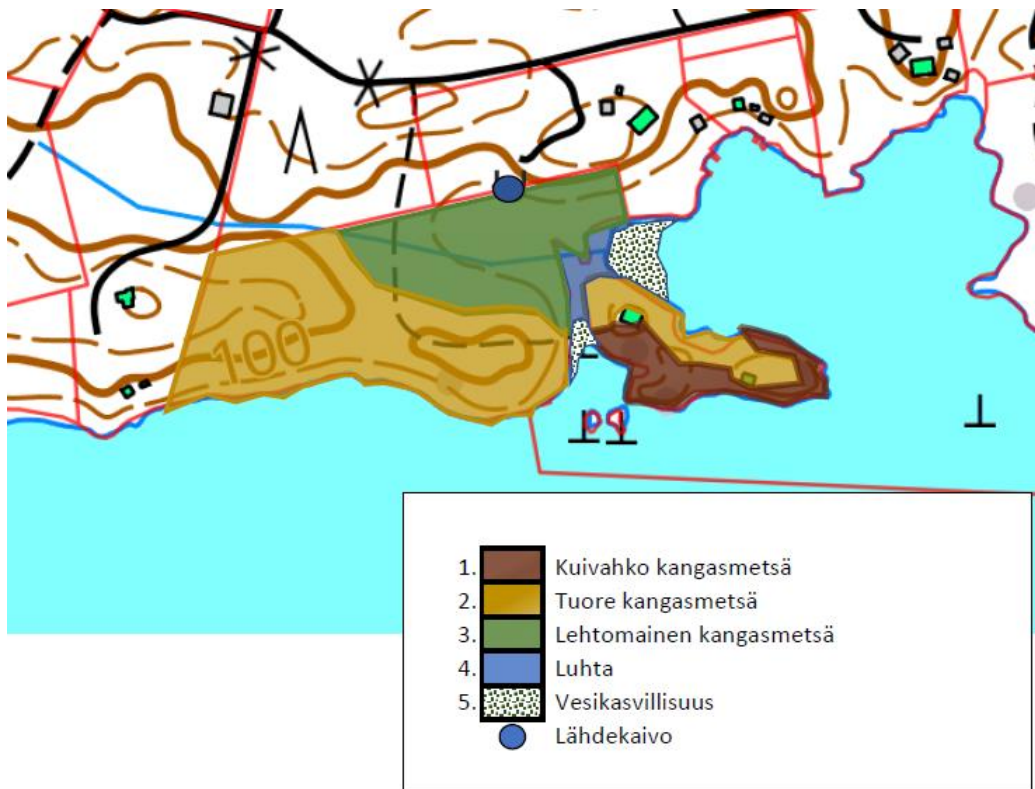 100
1. Kuivahko kangasmetsä
2. Tuore kangasmetsä
3. Lehtomainen kangasmetsä
4. Luhta
5. Vesikasvillisuus
Lähdekaivo